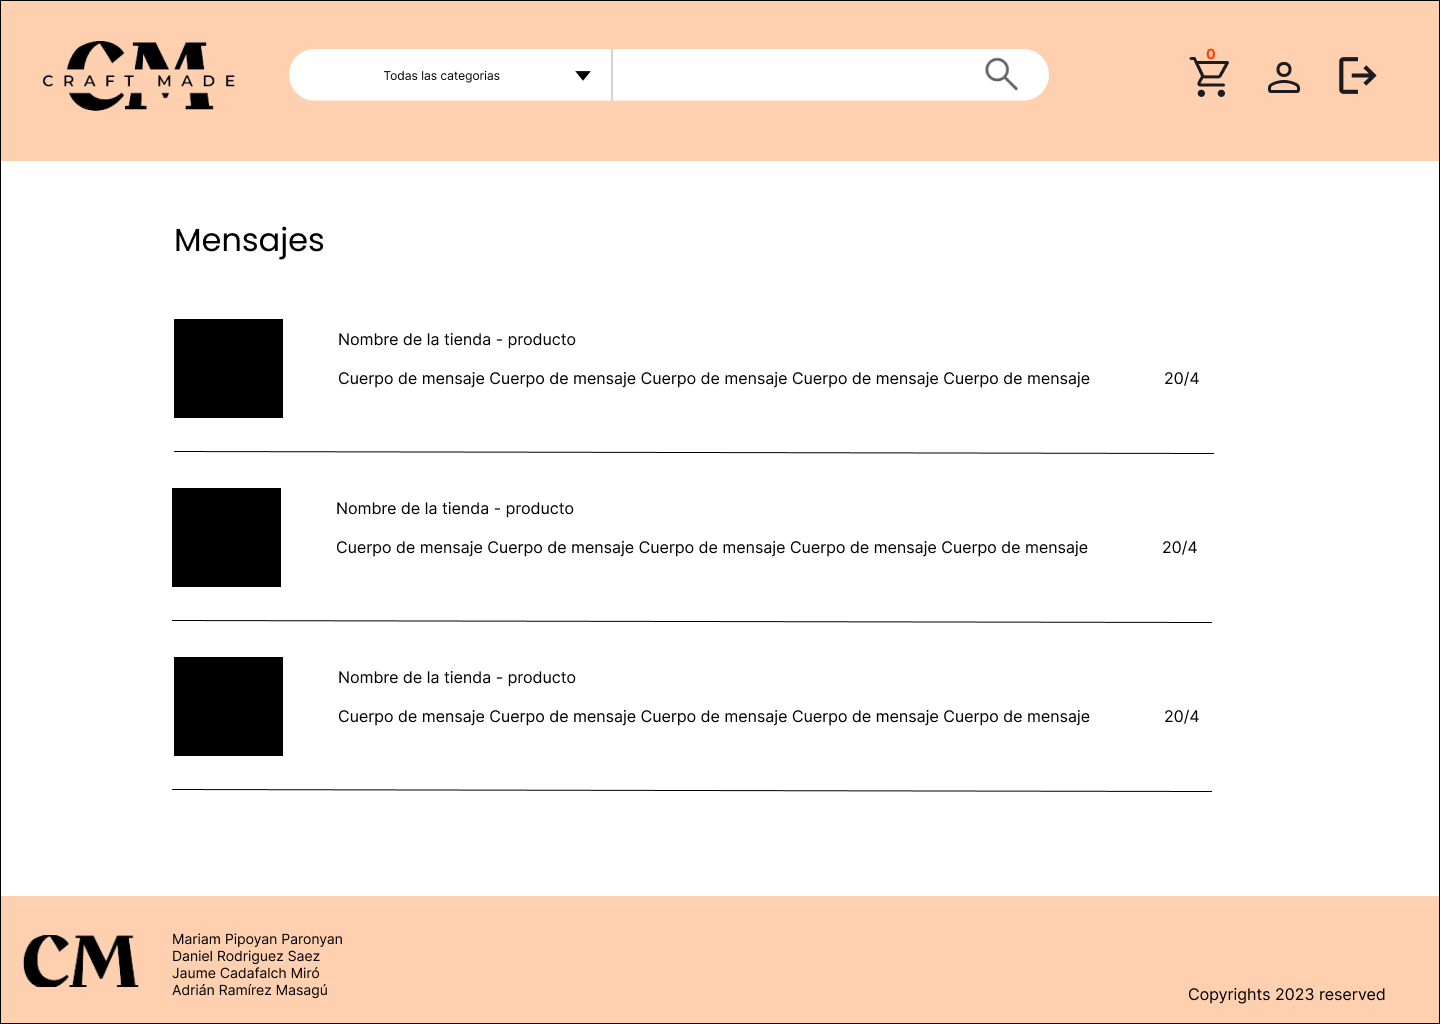 CM
CRAFT MADE
Todas las categorias
0
Mensajes
Nombre de la tienda - producto
Cuerpo de mensaje Cuerpo de mensaje Cuerpo de mensaje Cuerpo de mensaje Cuerpo de mensaje 20/4
Nombre de la tienda - producto
Cuerpo de mensaje Cuerpo de mensaje Cuerpo de mensaje Cuerpo de mensaje Cuerpo de mensaje 20/4
Nombre de la tienda - producto
Cuerpo de mensaje Cuerpo de mensaje Cuerpo de mensaje Cuerpo de mensaje Cuerpo de mensaje 20/4
CM
Mariam Pipoyan Paronyan
Daniel Rodriguez Saez
Jaume Cadafalch Miró
Adrián Ramírez Masagú
Copyrights 2023 reserved